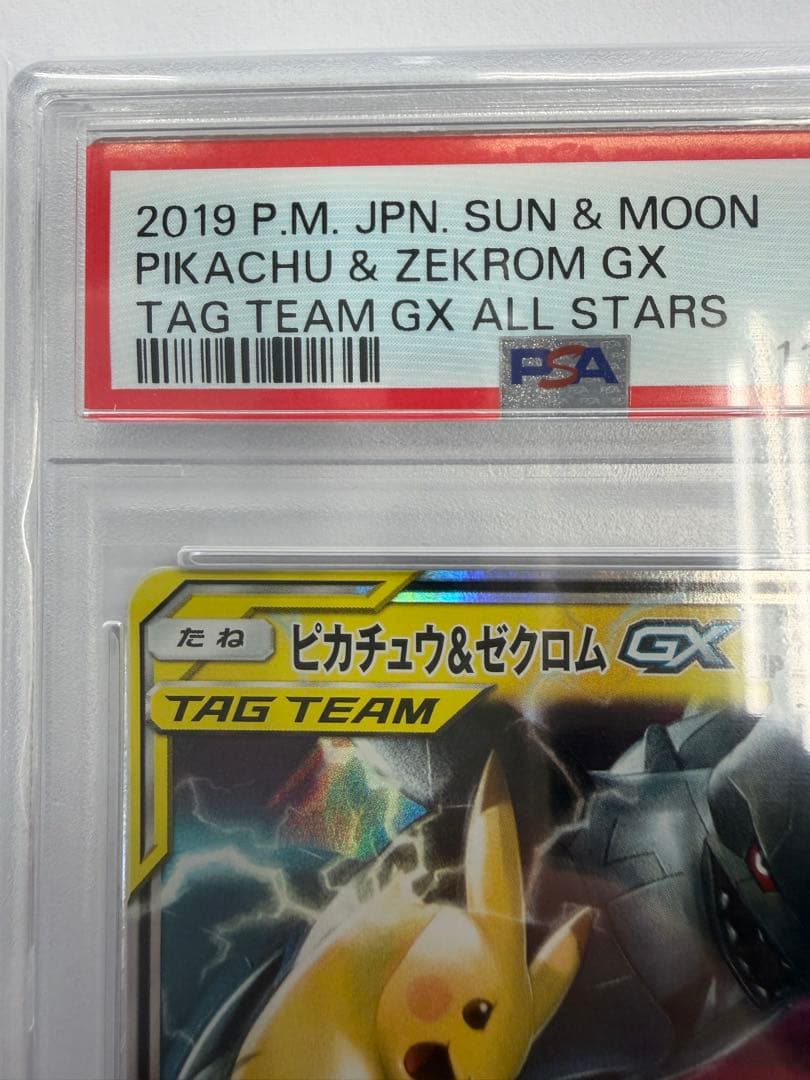 2019 P.M. JPN. SUN & MOON
PIKACHU & ZEKROM GX
TAG TEAM GX ALL STARS
PSA
たね ピカチュウ&ゼクロム GX
TAG TEAM